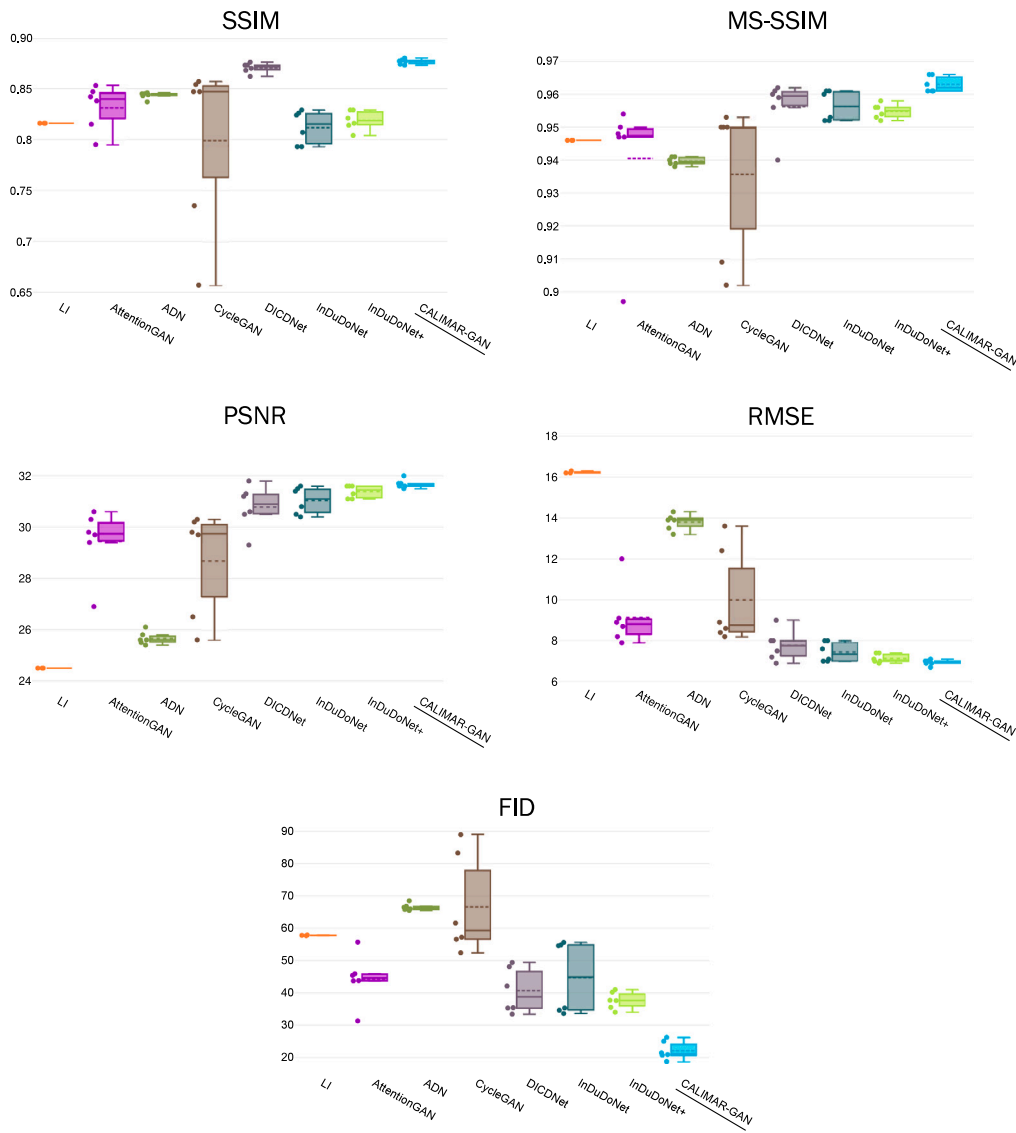 SSIM
0.90
0.85
0.8
0.75
0.7
0.65
LI
AttentionGAN
ADN
CycleGAN
DICDNet
InDuDoNet
InDuDoNet+
CALIMAR-GAN
MS-SSIM
0.97
0.96
0.95
0.94
0.93
0.92
0.91
0.9
LI
AttentionGAN
ADN
CycleGAN
DICDNet
InDuDoNet
InDuDoNet+
CALIMAR-GAN
PSNR
32
30
28
26
24
LI
AttentionGAN
ADN
CycleGAN
DICDNet
InDuDoNet
InDuDoNet+
CALIMAR-GAN
RMSE
18
16
14
12
10
8
6
LI
AttentionGAN
ADN
CycleGAN
DICDNet
InDuDoNet
InDuDoNet+
CALIMAR-GAN
FID
90
80
70
60
50
40
30
20
LI
AttentionGAN
ADN
CycleGAN
DICDNet
InDuDoNet
InDuDoNet+
CALIMAR-GAN